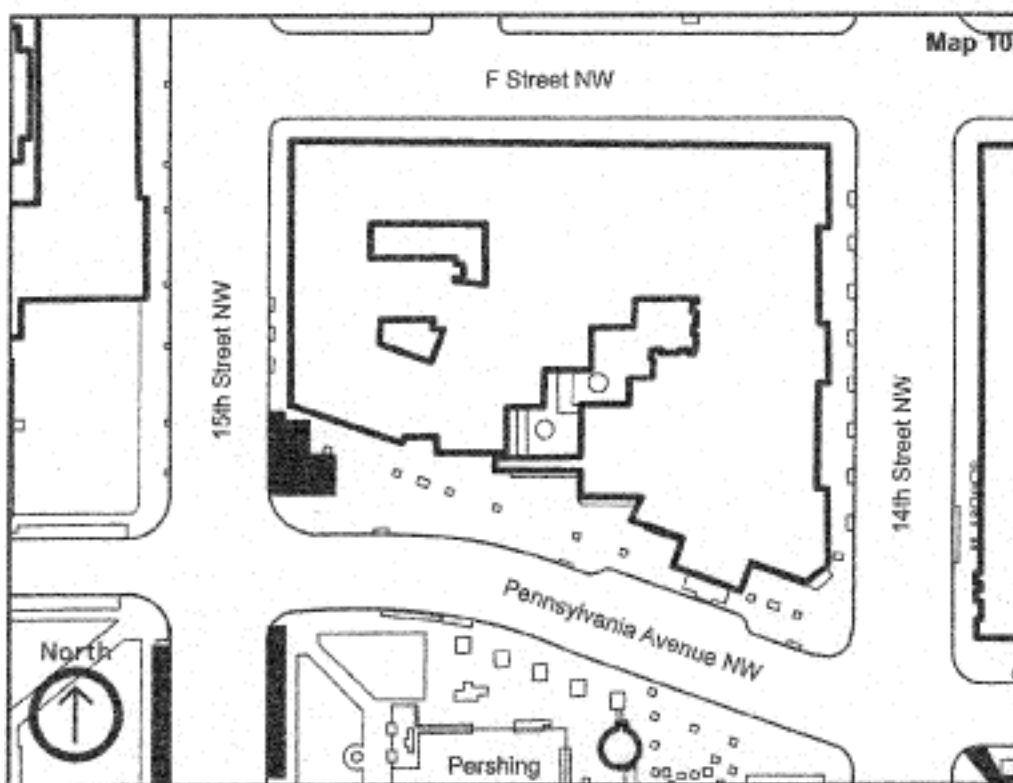 Map 10
F Street NW
15th Street NW
14th Street NW
Pennsylvania Avenue NW
North
Pershing